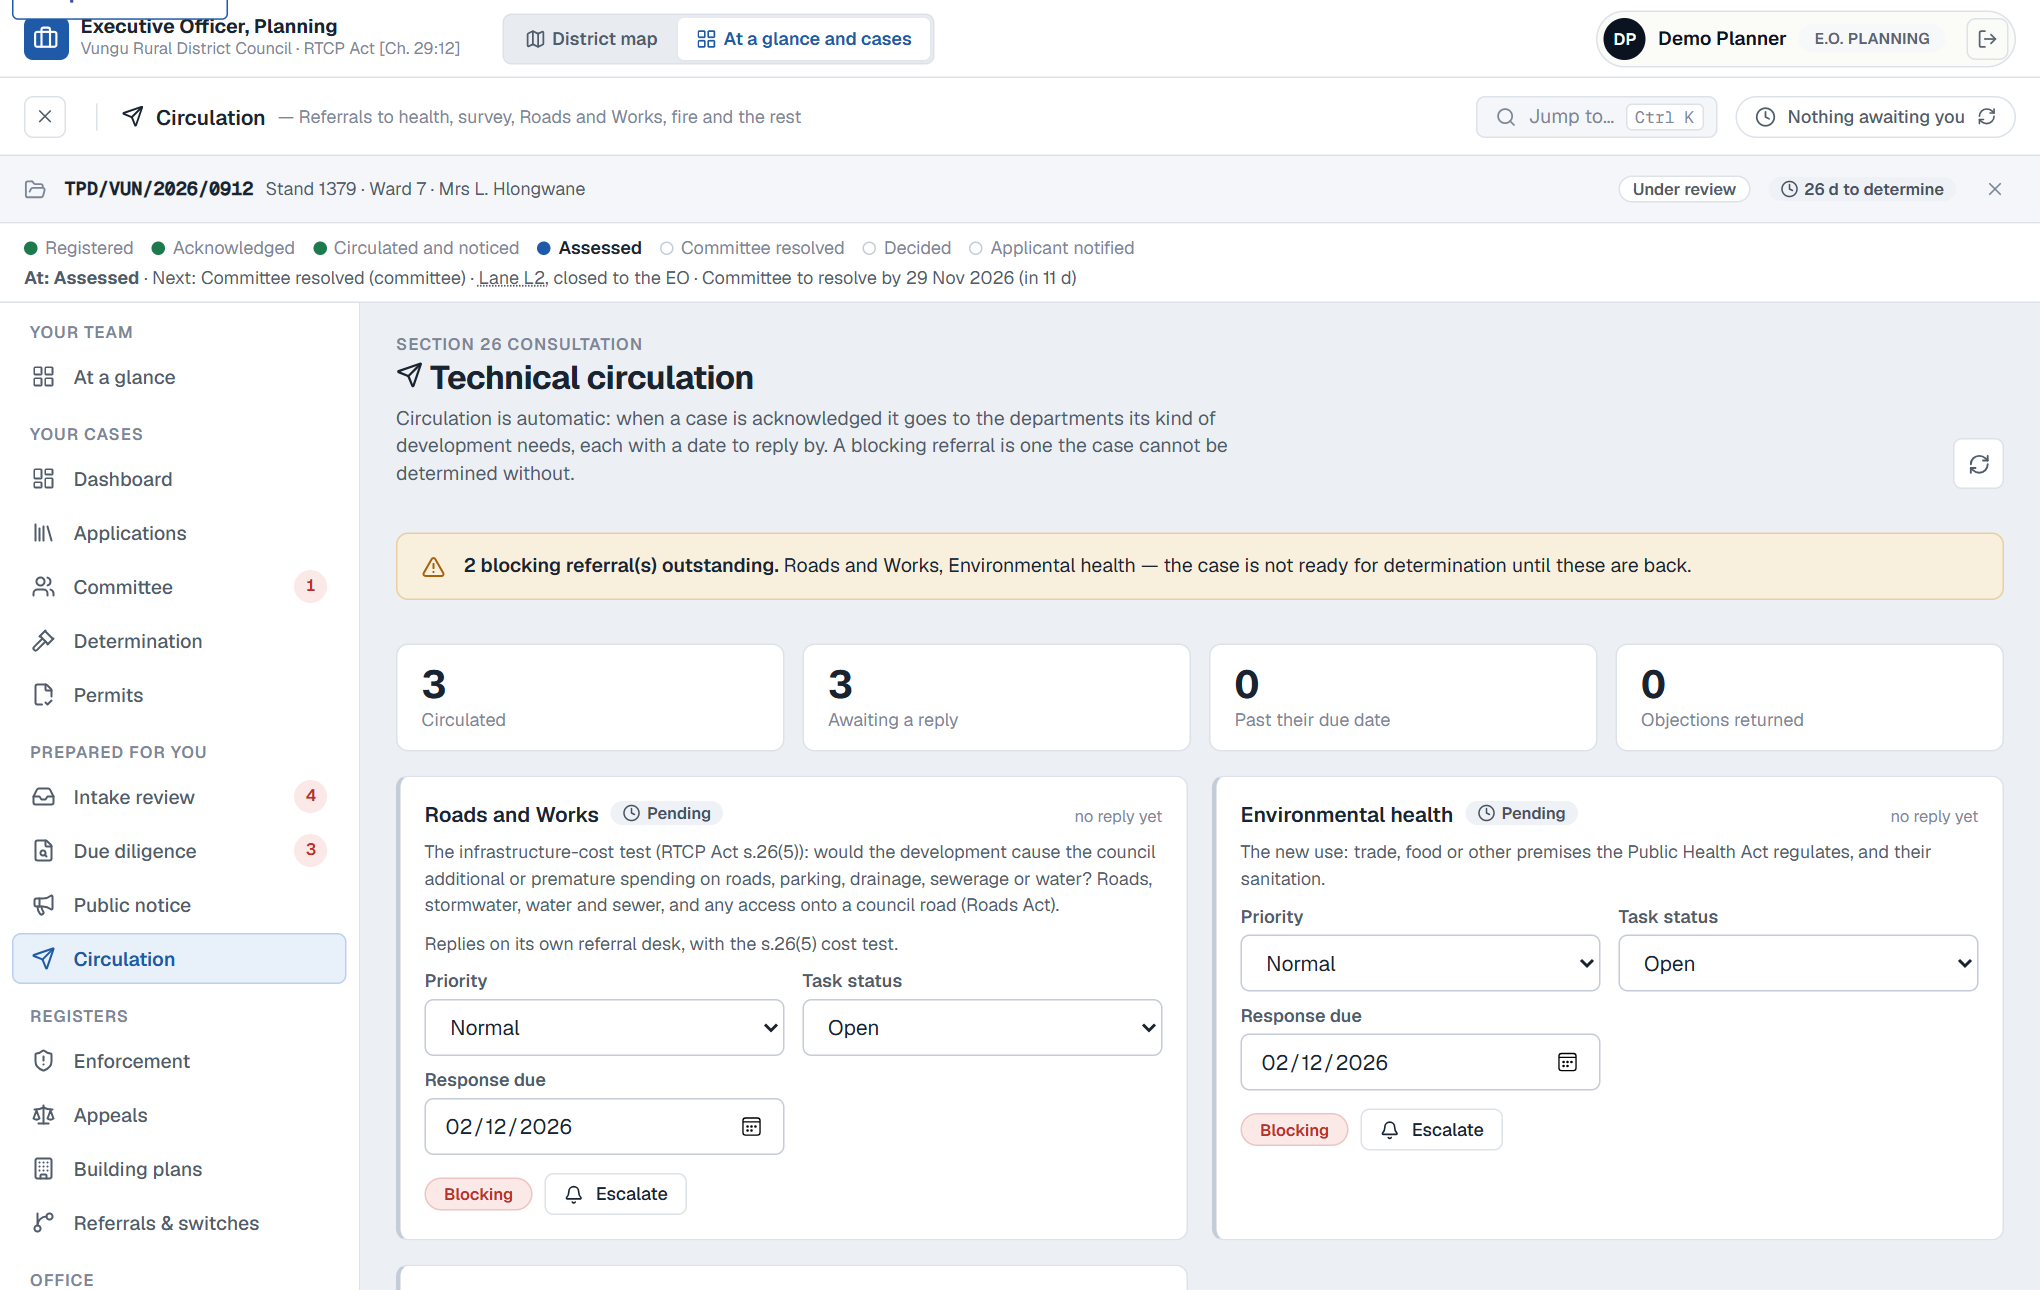 Executive Officer, Planning
Vungu Rural District Council · RTCP Act [Ch. 29:12]
District map
At a glance and cases
DP
Demo Planner
E.O. PLANNING
Circulation
— Referrals to health, survey, Roads and Works, fire and the rest
Jump to...
Ctrl K
Nothing awaiting you
TPD/VUN/2026/0912
Stand 1379 · Ward 7 · Mrs L. Hlongwane
Under review
26 d to determine
Registered
Acknowledged
Circulated and noticed
Assessed
Committee resolved
Decided
Applicant notified
At: Assessed · Next: Committee resolved (committee) · Lane L2, closed to the EO · Committee to resolve by 29 Nov 2026 (in 11 d)
YOUR TEAM
At a glance
YOUR CASES
Dashboard
Applications
Committee
1
Determination
Permits
PREPARED FOR YOU
Intake review
4
Due diligence
3
Public notice
Circulation
REGISTERS
Enforcement
Appeals
Building plans
Referrals & switches
OFFICE
SECTION 26 CONSULTATION
Technical circulation
Circulation is automatic: when a case is acknowledged it goes to the departments its kind of
development needs, each with a date to reply by. A blocking referral is one the case cannot be
determined without.
2 blocking referral(s) outstanding. Roads and Works, Environmental health — the case is not ready for determination until these are back.
3
Circulated
3
Awaiting a reply
0
Past their due date
0
Objections returned
Roads and Works
Pending
no reply yet
The infrastructure-cost test (RTCP Act s.26(5)): would the development cause the council
additional or premature spending on roads, parking, drainage, sewerage or water? Roads,
stormwater, water and sewer, and any access onto a council road (Roads Act).
Replies on its own referral desk, with the s.26(5) cost test.
Priority
Task status
Normal
Open
Response due
02/12/2026
Blocking
Escalate
Environmental health
Pending
no reply yet
The new use: trade, food or other premises the Public Health Act regulates, and their
sanitation.
Priority
Task status
Normal
Open
Response due
02/12/2026
Blocking
Escalate